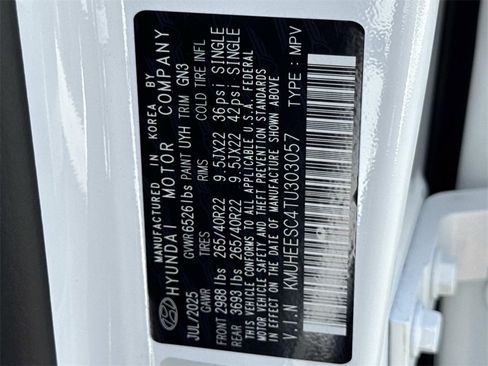 MANUFACTURED IN KOREA BY
HYUNDAI MOTOR COMPANY
JUL/2025 GVWR 6526 lbs PAINT UYH TRIM GN3
GAWR TIRES RIMS COLD TIRE INFL
FRONT 2988 lbs 265/40R22 9.5JX22 36psi SINGLE
REAR 3693 lbs 265/40R22 9.5JX22 42psi SINGLE
THIS VEHICLE CONFORMS TO ALL APPLICABLE U.S.A. FEDERAL
MOTOR VEHICLE SAFETY AND THEFT PREVENTION STANDARDS
IN EFFECT ON THE DATE OF MANUFACTURE SHOWN ABOVE.
V.I.N: KMUHEESC4TU303057 TYPE : MPV